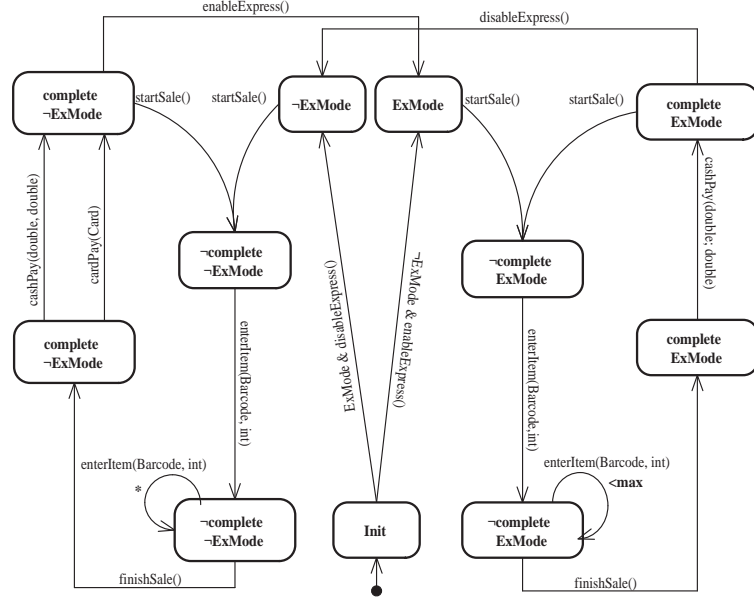 enableExpress()
disableExpress()
complete
¬ExMode
startSale()
startSale()
¬ExMode
ExMode
startSale()
startSale()
complete
ExMode
cashPay(double, double)
cardPay(Card)
cashPay(double; double)
¬complete
¬ExMode
¬complete
ExMode
ExMode & disableExpress()
¬ExMode & enableExpress()
complete
¬ExMode
enterItem(Barcode, int)
enterItem(Barcode,int)
complete
ExMode
enterItem(Barcode, int)
*
¬complete
¬ExMode
Init
enterItem(Barcode, int)
<max
¬complete
ExMode
finishSale()
finishSale()